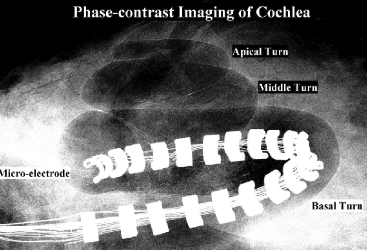 Phase-contrast Imaging of Cochlea
Apical Turn
Middle Turn
Micro-electrode
Basal Turn